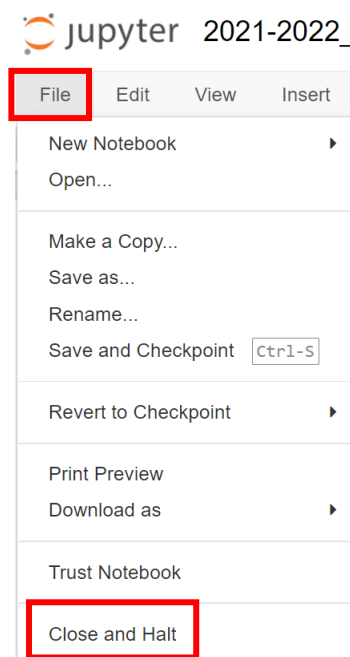 jupyter 2021-2022_
File Edit View Insert
New Notebook
Open...
Make a Copy...
Save as...
Rename...
Save and Checkpoint Ctrl-S
Revert to Checkpoint
Print Preview
Download as
Trust Notebook
Close and Halt